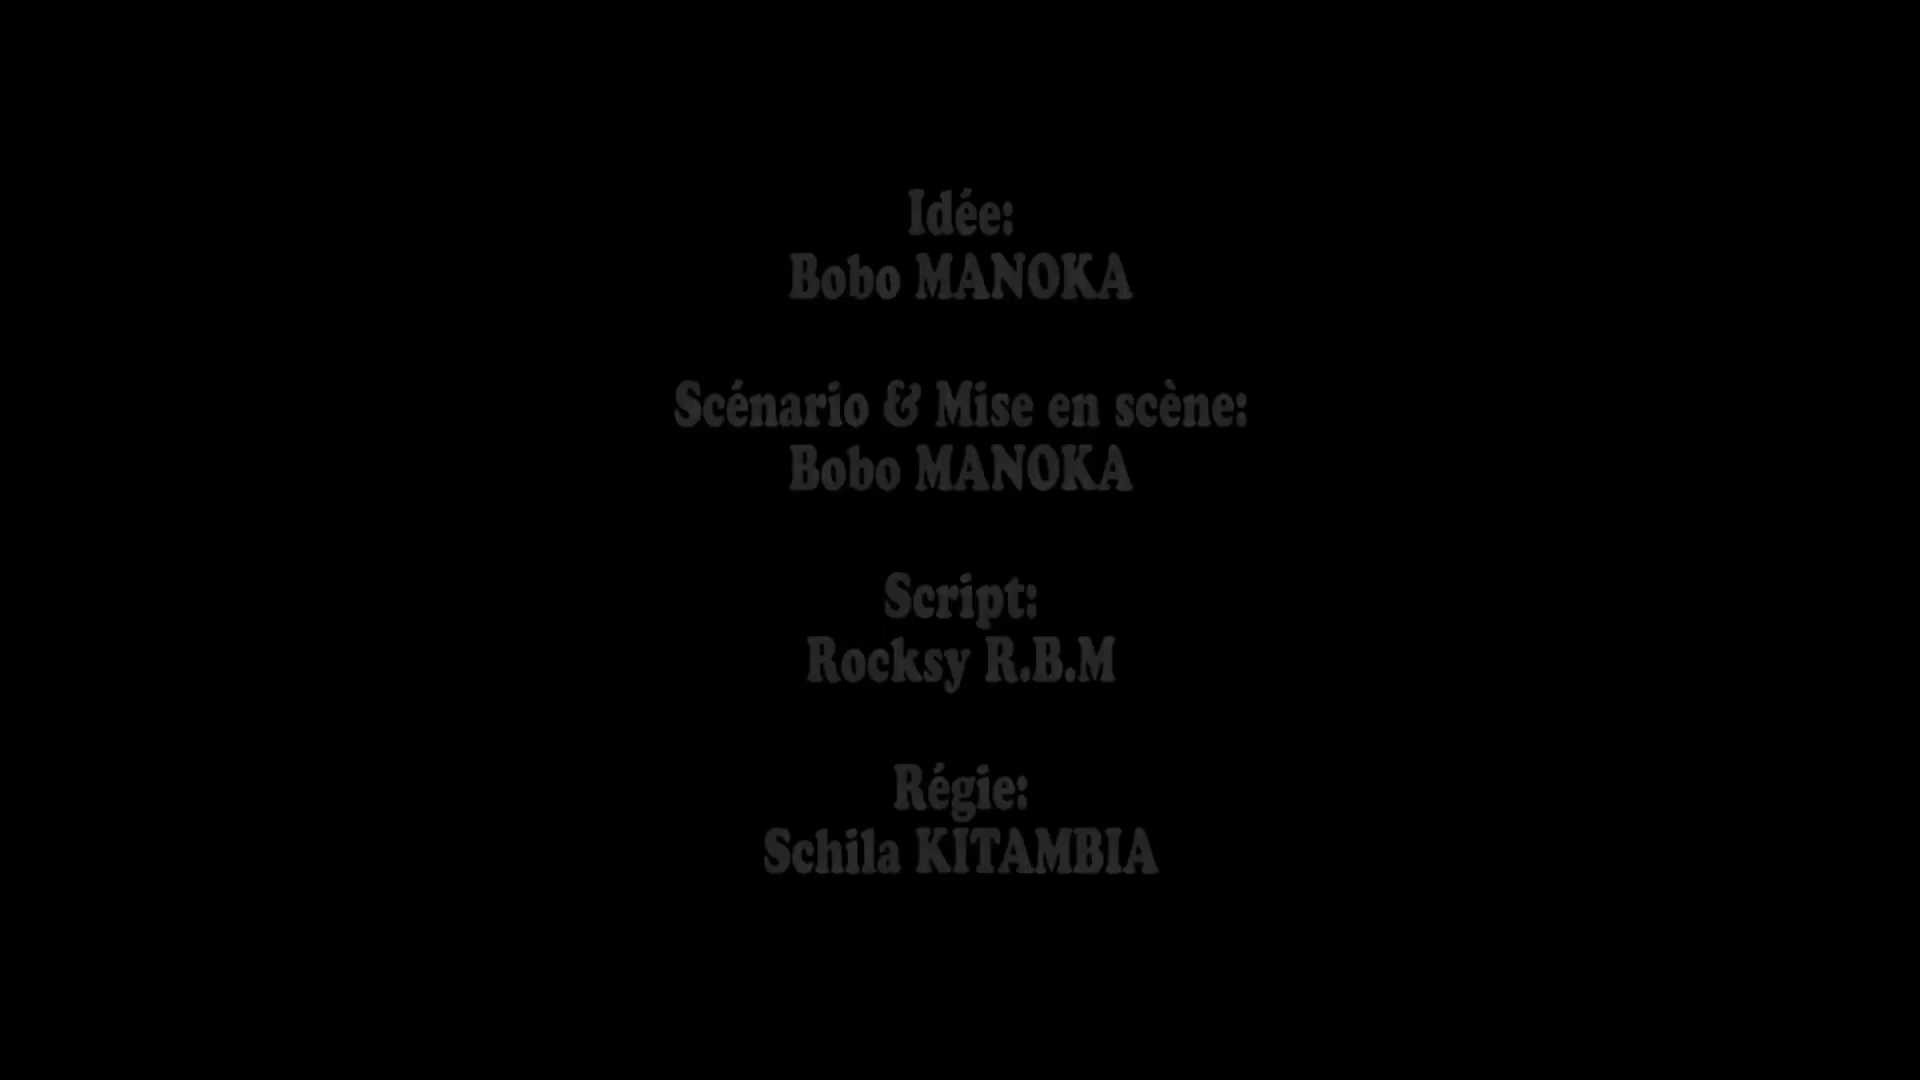 Idée:
Bobo MANOKA
Scénario & Mise en scène:
Bobo MANOKA
Script:
Rocksy R.B.M
Régie:
Schila KITAMBIA